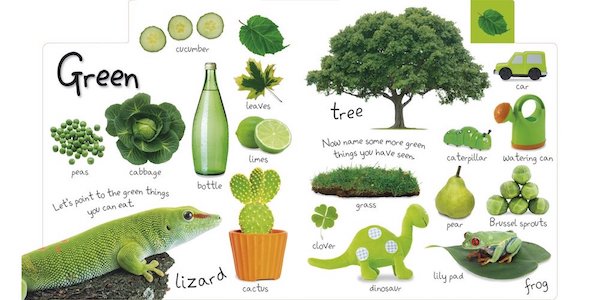 Green
cucumber
leaves
peas
cabbage
bottle
limes
Let's point to the green things
you can eat.
lizard
cactus
tree
car
Now name some more green
things you have seen.
caterpillar
watering can
grass
pear
Brussel sprouts
clover
dinosaur
lily pad
frog